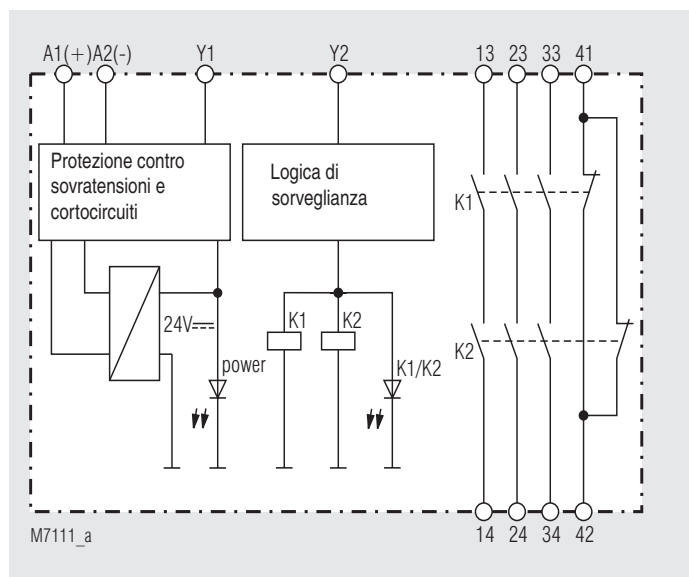 A1(+) A2(-) Y1 Y2 13 23 33 41
Protezione contro
sovratensioni e
cortocircuiti
Logica di
sorveglianza
K1
24V
K1 K2
power
K1/K2
K2
14 24 34 42
M7111_a